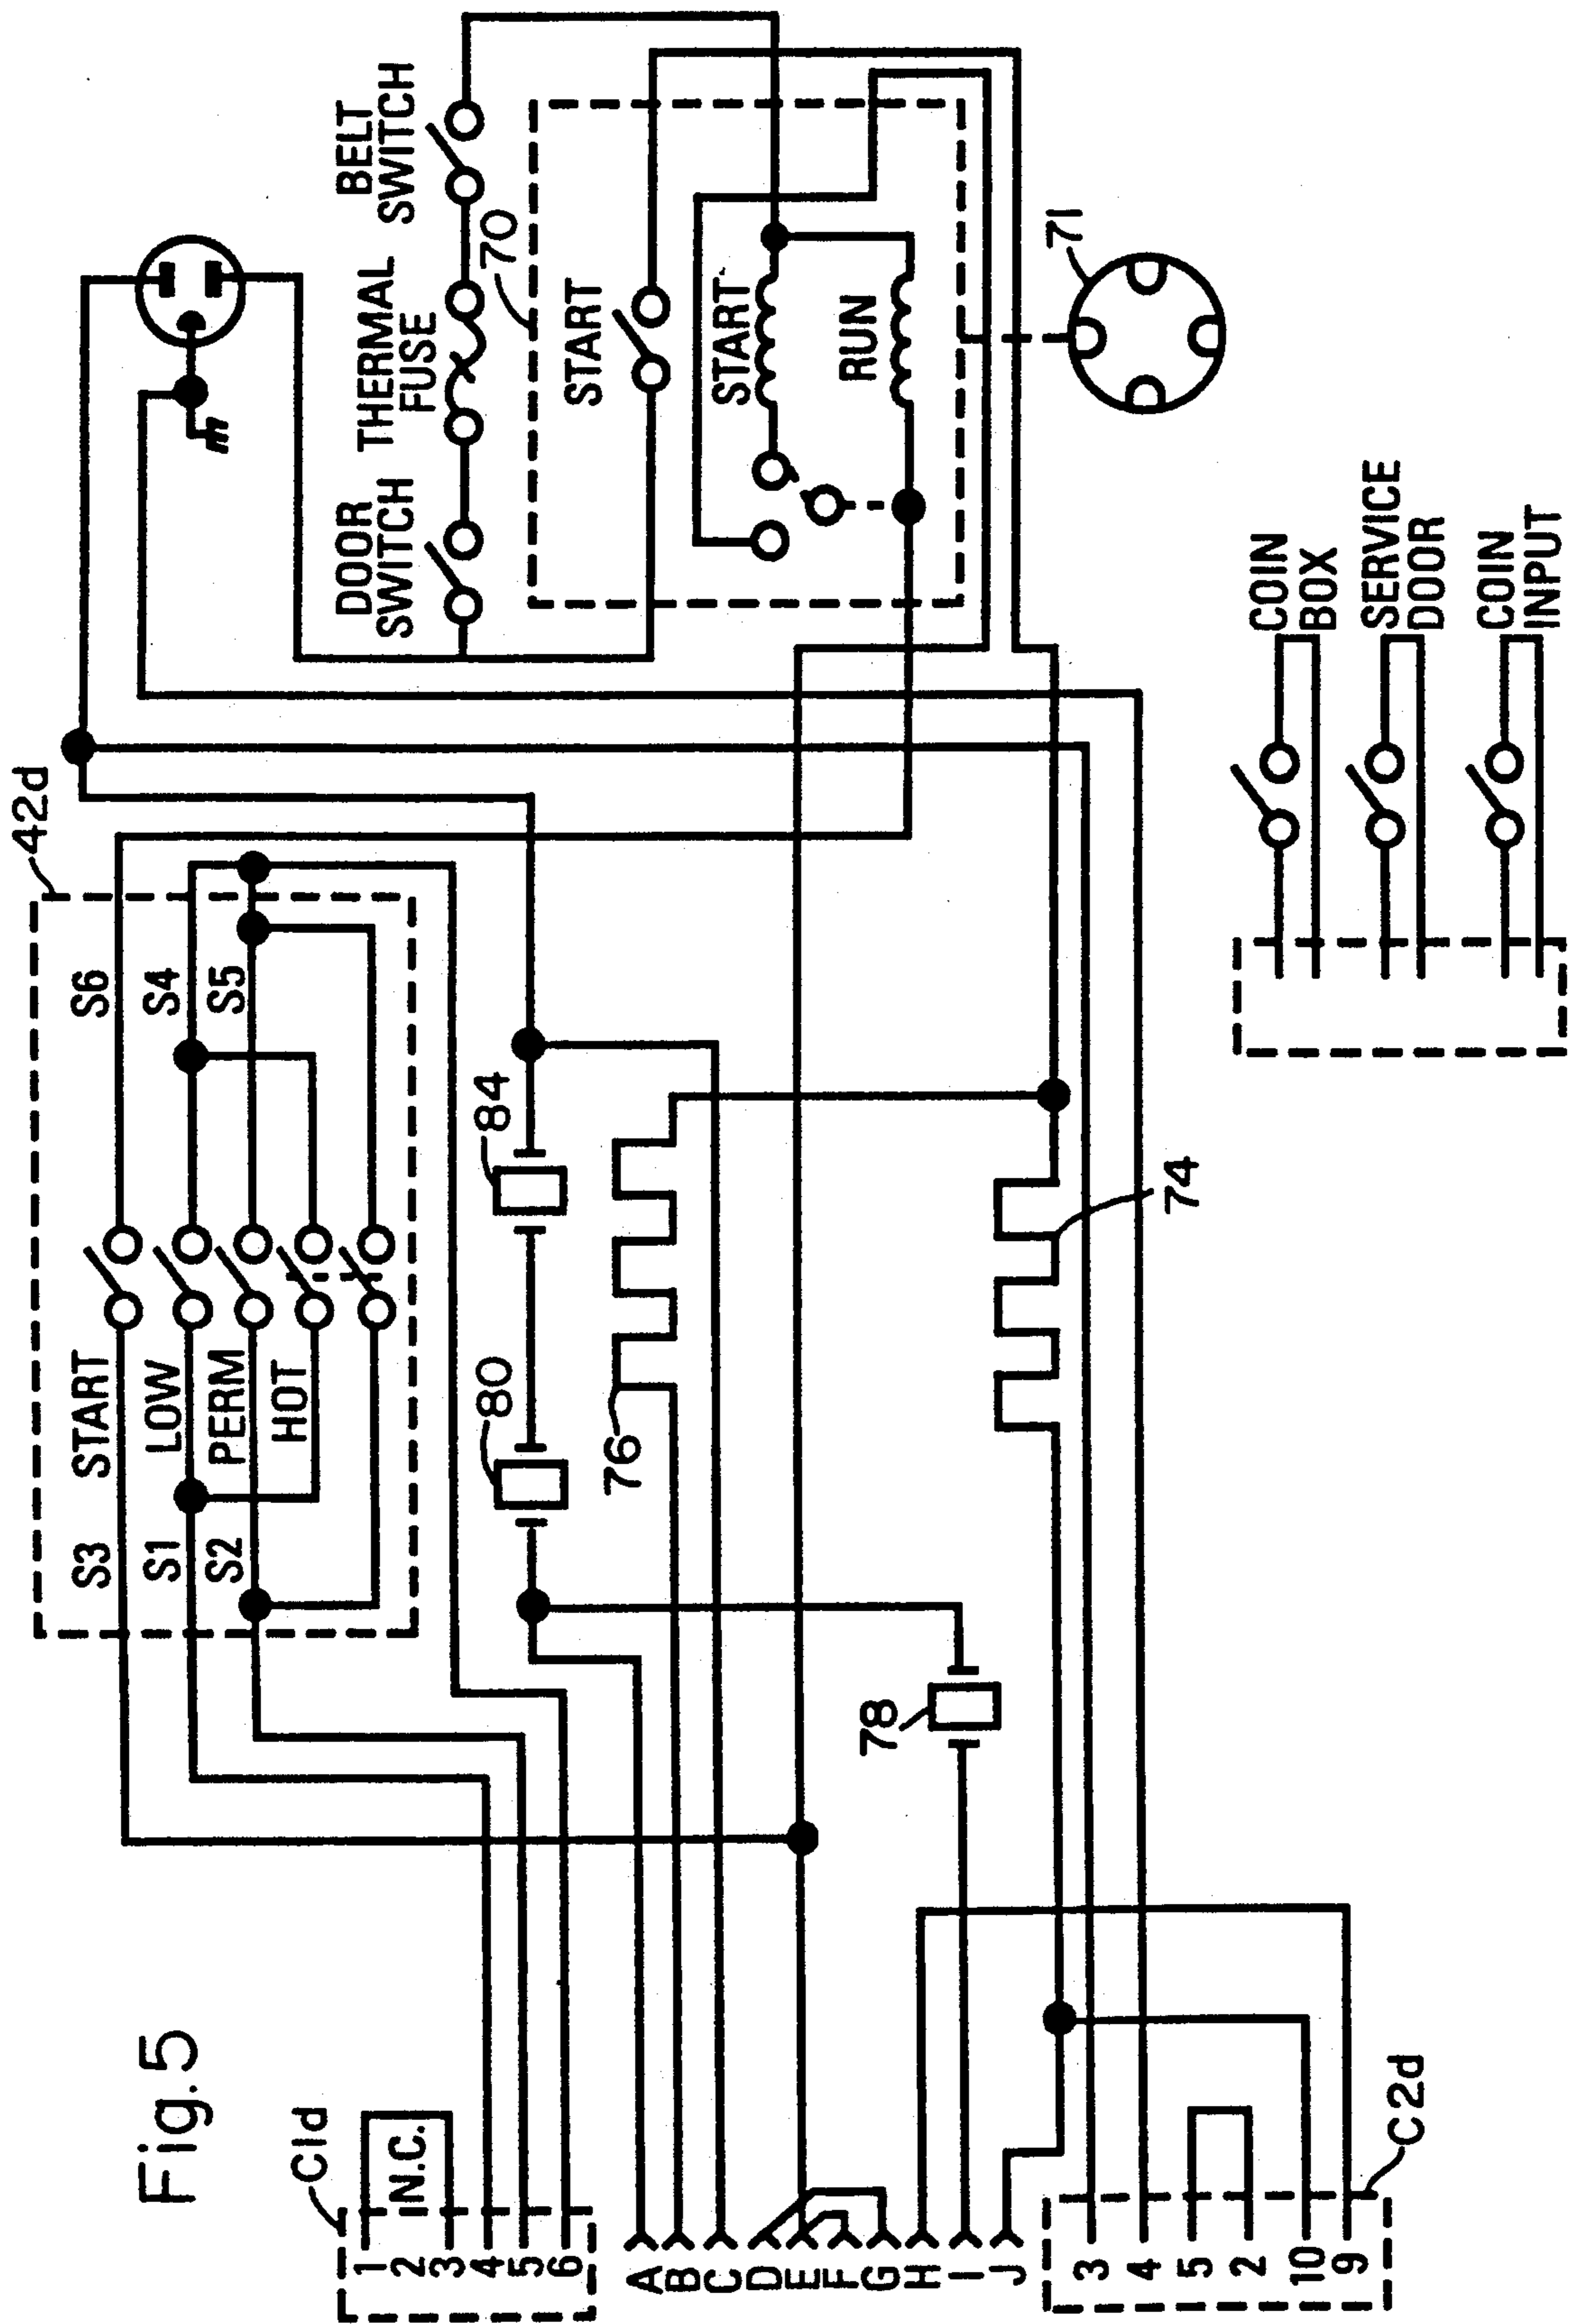 Fig.5
C1d
1
2 N.C.
3
4
5
6
A
B
C
D
E
F
G
H
I
J
3
4
5
2
10
9
C2d
42d
S3 START S6
S1 LOW S4
S2 PERM S5
HOT
80
84
76
78
74
DOOR
SWITCH
THERMAL
FUSE
BELT
SWITCH
70
START
START
RUN
71
COIN
BOX
SERVICE
DOOR
COIN
INPUT